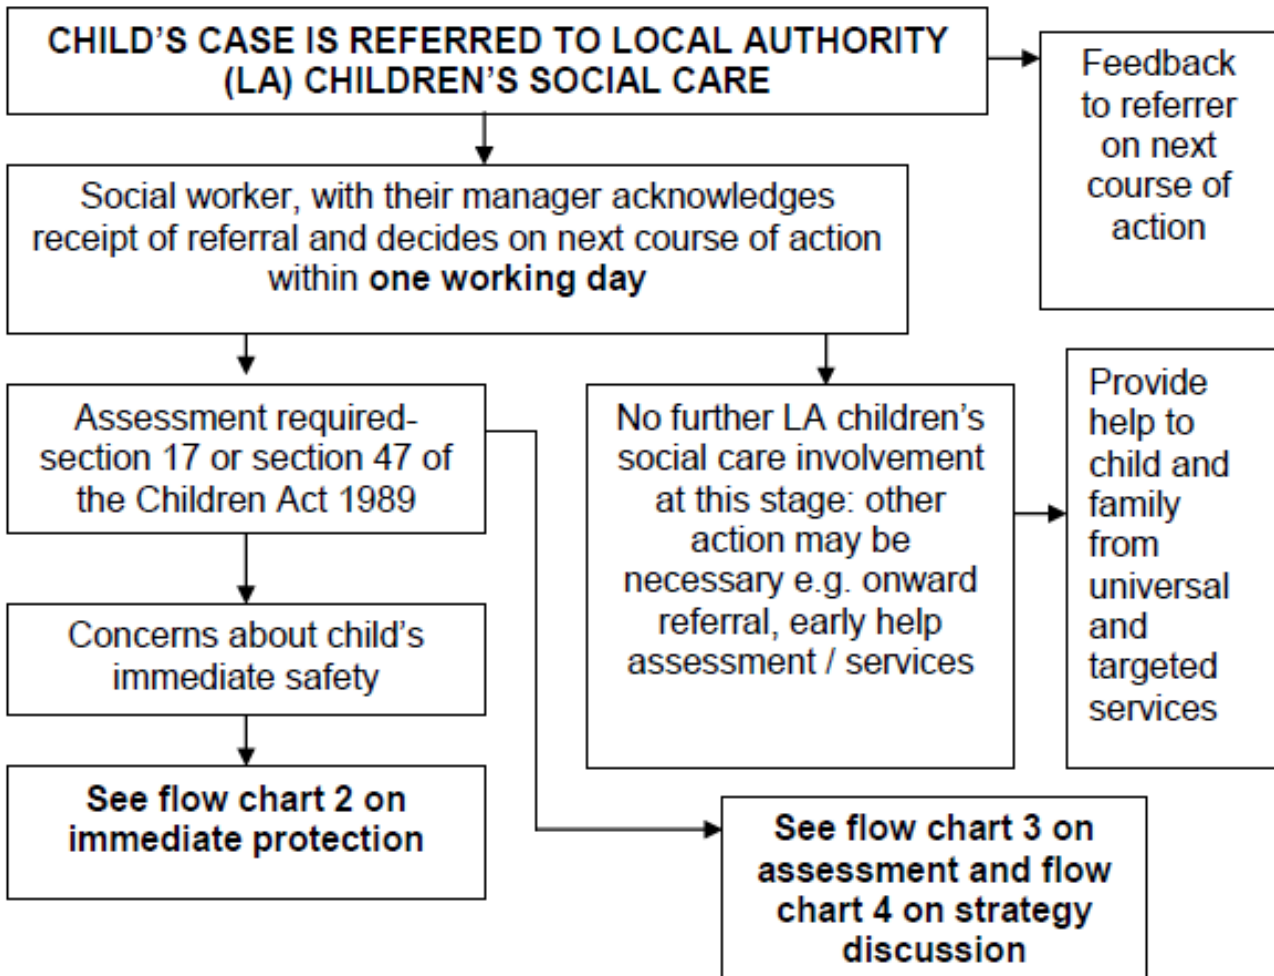 CHILD'S CASE IS REFERRED TO LOCAL AUTHORITY
(LA) CHILDREN'S SOCIAL CARE
Feedback
to referrer
on next
course of
action
Social worker, with their manager acknowledges
receipt of referral and decides on next course of action
within one working day
Assessment required-
section 17 or section 47 of
the Children Act 1989
No further LA children's
social care involvement
at this stage: other
action may be
necessary e.g. onward
referral, early help
assessment / services
Provide
help to
child and
family
from
universal
and
targeted
services
Concerns about child's
immediate safety
See flow chart 2 on
immediate protection
See flow chart 3 on
assessment and flow
chart 4 on strategy
discussion